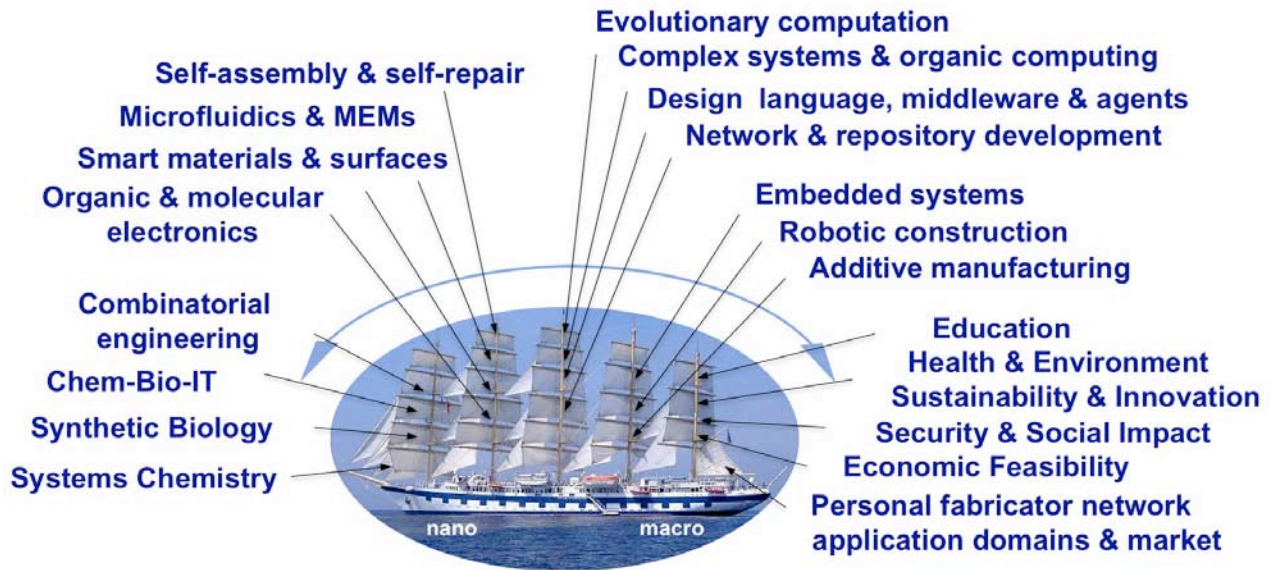 Evolutionary computation
Complex systems & organic computing
Design language, middleware & agents
Network & repository development
Self-assembly & self-repair
Microfluidics & MEMs
Smart materials & surfaces
Organic & molecular
electronics
Embedded systems
Robotic construction
Additive manufacturing
Combinatorial
engineering
Chem-Bio-IT
Synthetic Biology
Systems Chemistry
Education
Health & Environment
Sustainability & Innovation
Security & Social Impact
Economic Feasibility
Personal fabricator network
application domains & market
nano
macro